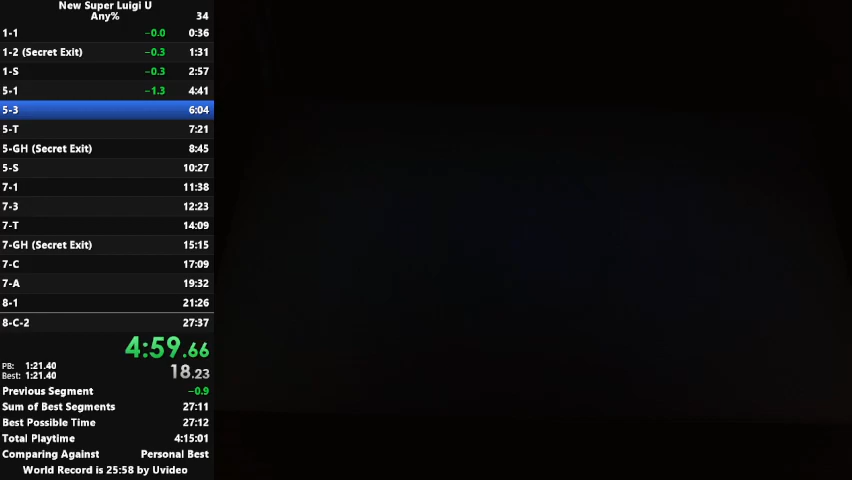 New Super Luigi U
Any% 34
1-1 −0.0 0:36
1-2 (Secret Exit) −0.3 1:31
1-S −0.3 2:57
5-1 −1.3 4:41
5-3 6:04
5-T 7:21
5-GH (Secret Exit) 8:45
5-S 10:27
7-1 11:38
7-3 12:23
7-T 14:09
7-GH (Secret Exit) 15:15
7-C 17:09
7-A 19:32
8-1 21:26
8-C-2 27:37
4:59.66
PB: 1:21.40
Best: 1:21.40
18.23
Previous Segment −0.9
Sum of Best Segments 27:11
Best Possible Time 27:12
Total Playtime 4:15:01
Comparing Against Personal Best
World Record is 25:58 by Uvideo